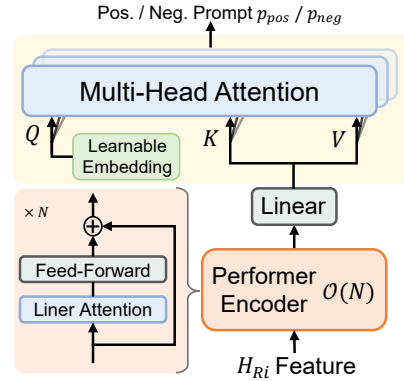 Pos. / Neg. Prompt p_pos / p_neg
Multi-Head Attention
Q
K
V
Learnable
Embedding
Linear
× N
Feed-Forward
Liner Attention
Performer
Encoder
O(N)
H_Ri Feature